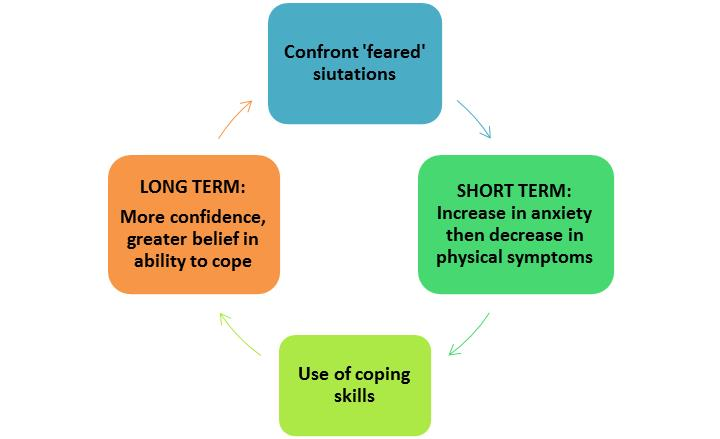 Confront 'feared'
siutations
SHORT TERM:
Increase in anxiety
then decrease in
physical symptoms
Use of coping
skills
LONG TERM:
More confidence,
greater belief in
ability to cope